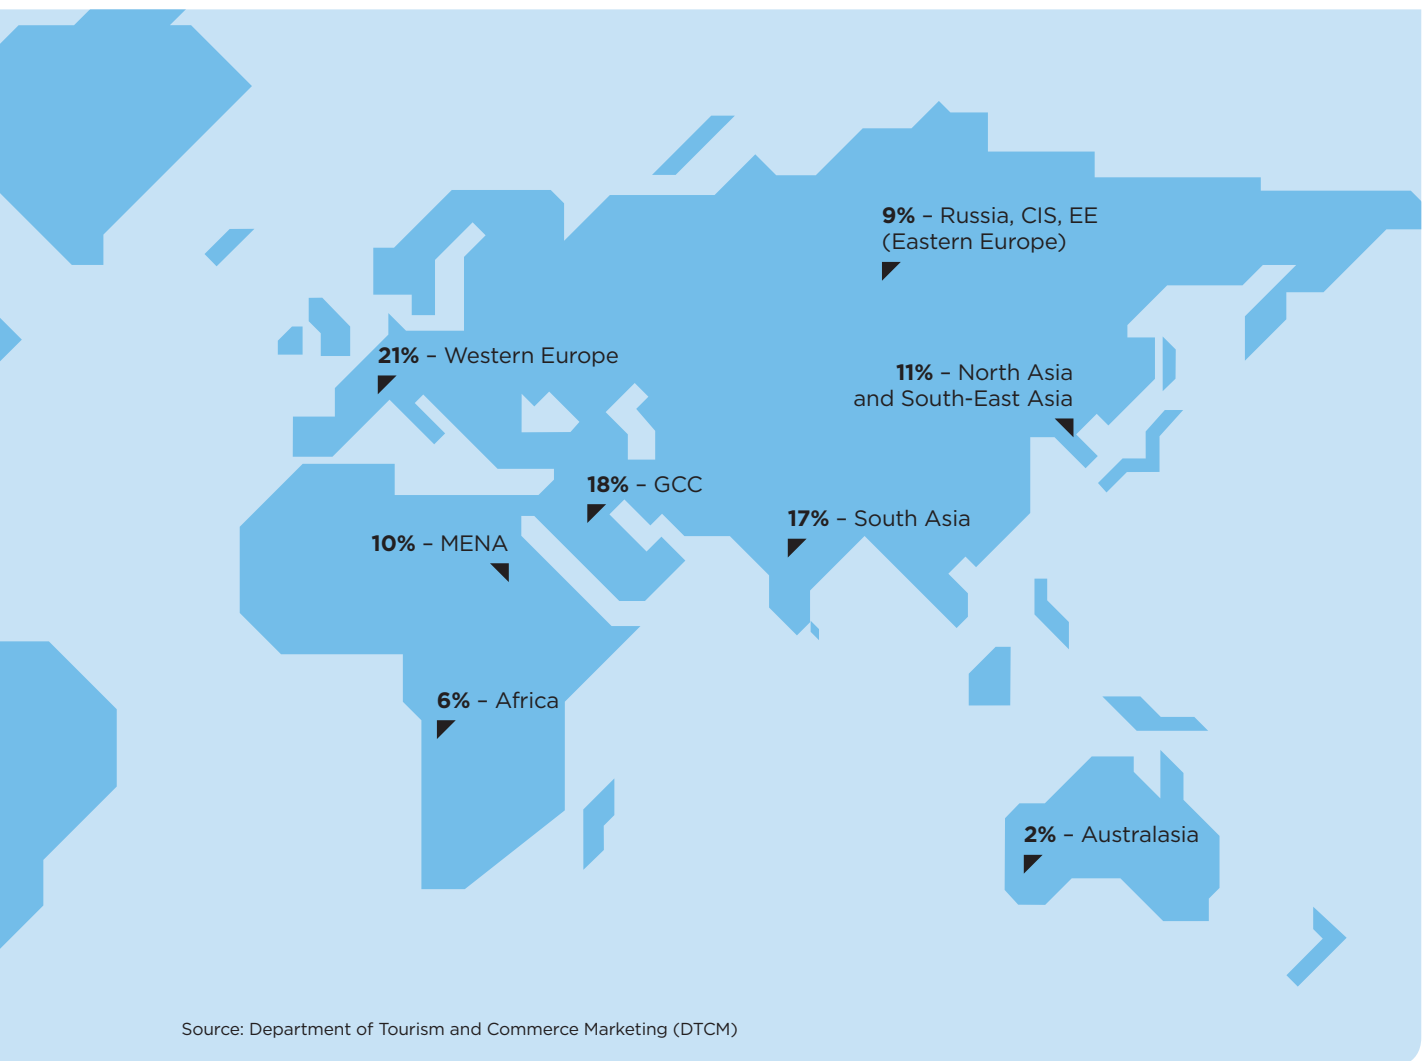 9% – Russia, CIS, EE
(Eastern Europe)
21% – Western Europe
11% – North Asia
and South-East Asia
18% – GCC
17% – South Asia
10% – MENA
6% – Africa
2% – Australasia
Source: Department of Tourism and Commerce Marketing (DTCM)